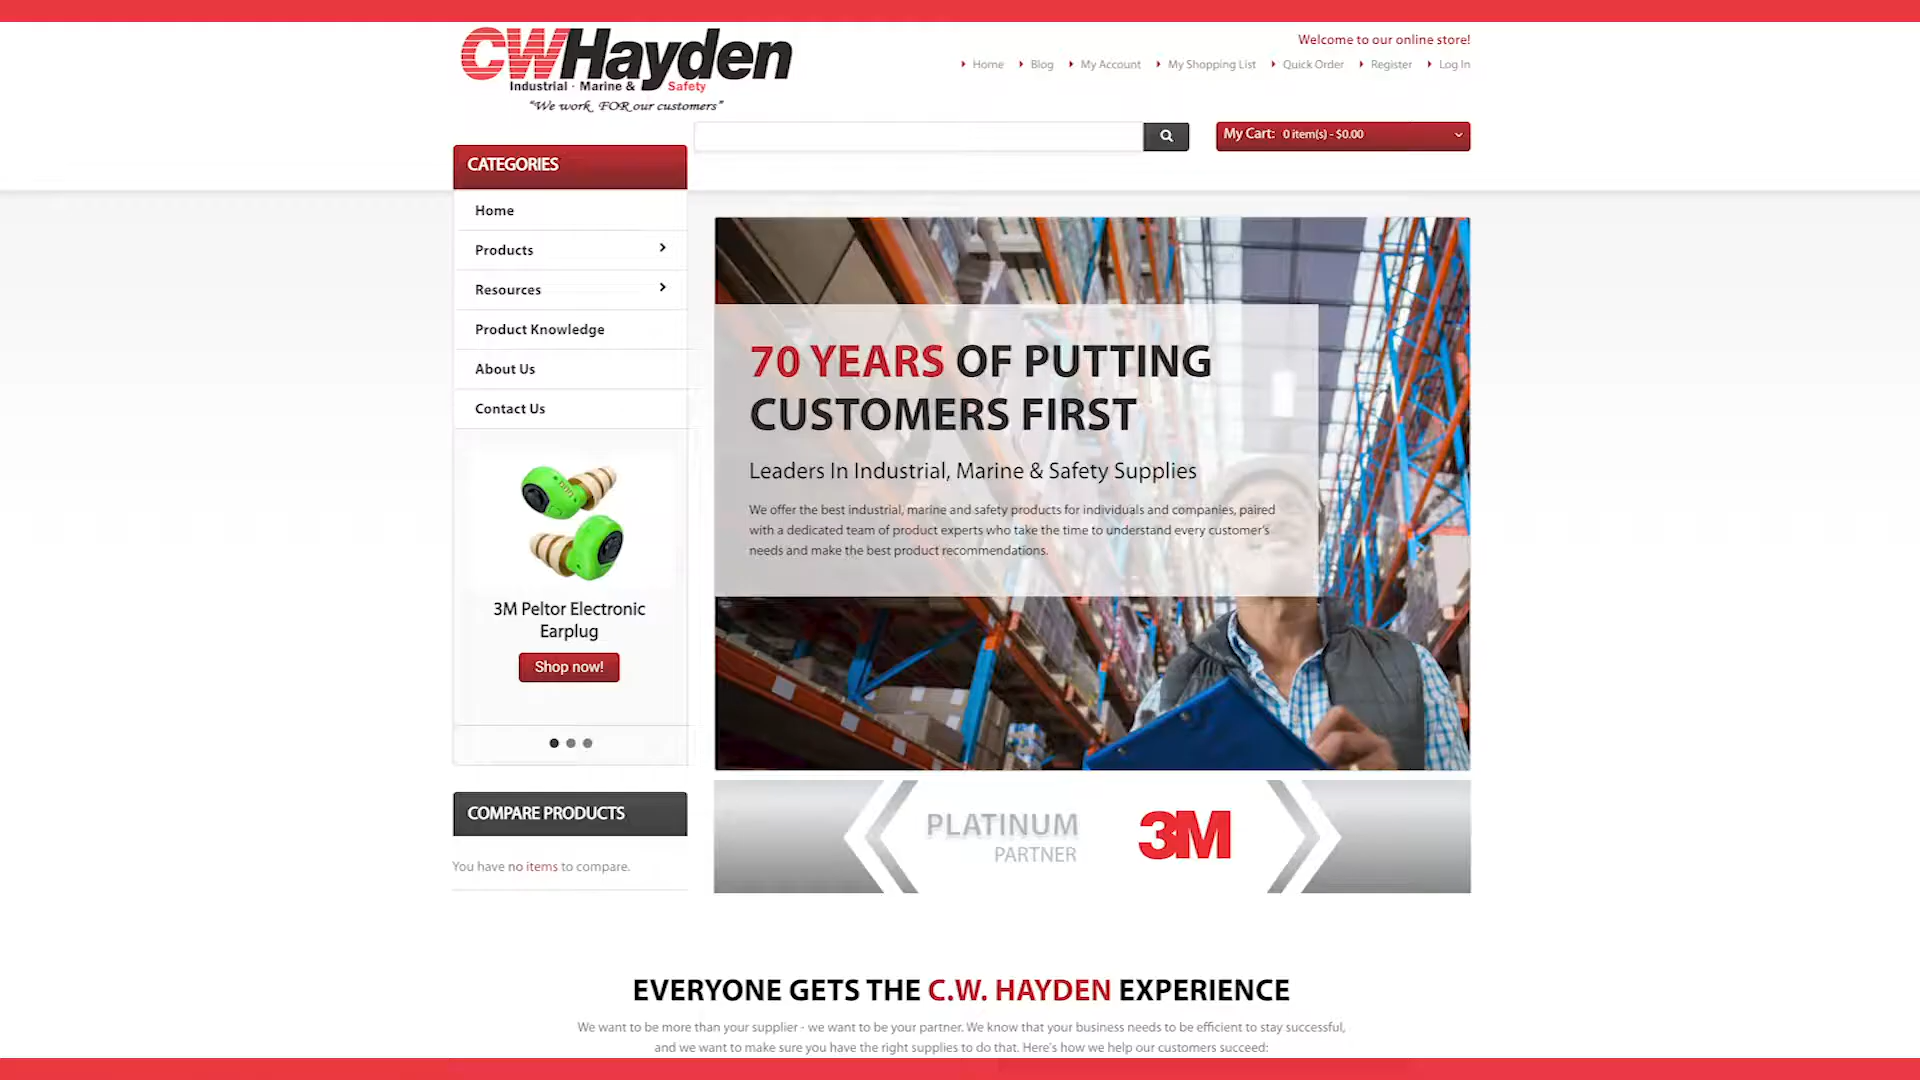 CWHayden
Industrial · Marine & Safety
"We work FOR our customers"
Welcome to our online store!
Home Blog My Account My Shopping List Quick Order Register Log In
My Cart: 0 item(s) - $0.00
CATEGORIES
Home
Products
Resources
Product Knowledge
About Us
Contact Us
3M Peltor Electronic
Earplug
Shop now!
COMPARE PRODUCTS
You have no items to compare.
70 YEARS OF PUTTING
CUSTOMERS FIRST
Leaders In Industrial, Marine & Safety Supplies
We offer the best industrial, marine and safety products for individuals and companies, paired
with a dedicated team of product experts who take the time to understand every customer's
needs and make the best product recommendations.
PLATINUM
PARTNER
3M
EVERYONE GETS THE C.W. HAYDEN EXPERIENCE
We want to be more than your supplier - we want to be your partner. We know that your business needs to be efficient to stay successful,
and we want to make sure you have the right supplies to do that. Here's how we help our customers succeed: